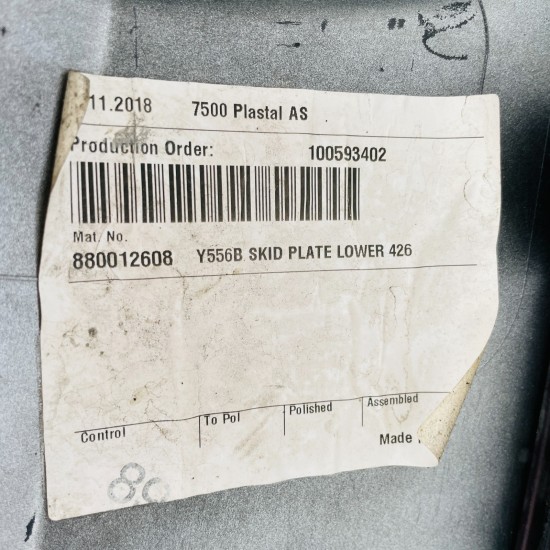 11.2018 7500 Plastal AS
Production Order: 100593402
Mat. No.
880012608 Y556B SKID PLATE LOWER 426
Control To Pol Polished Assembled
Made